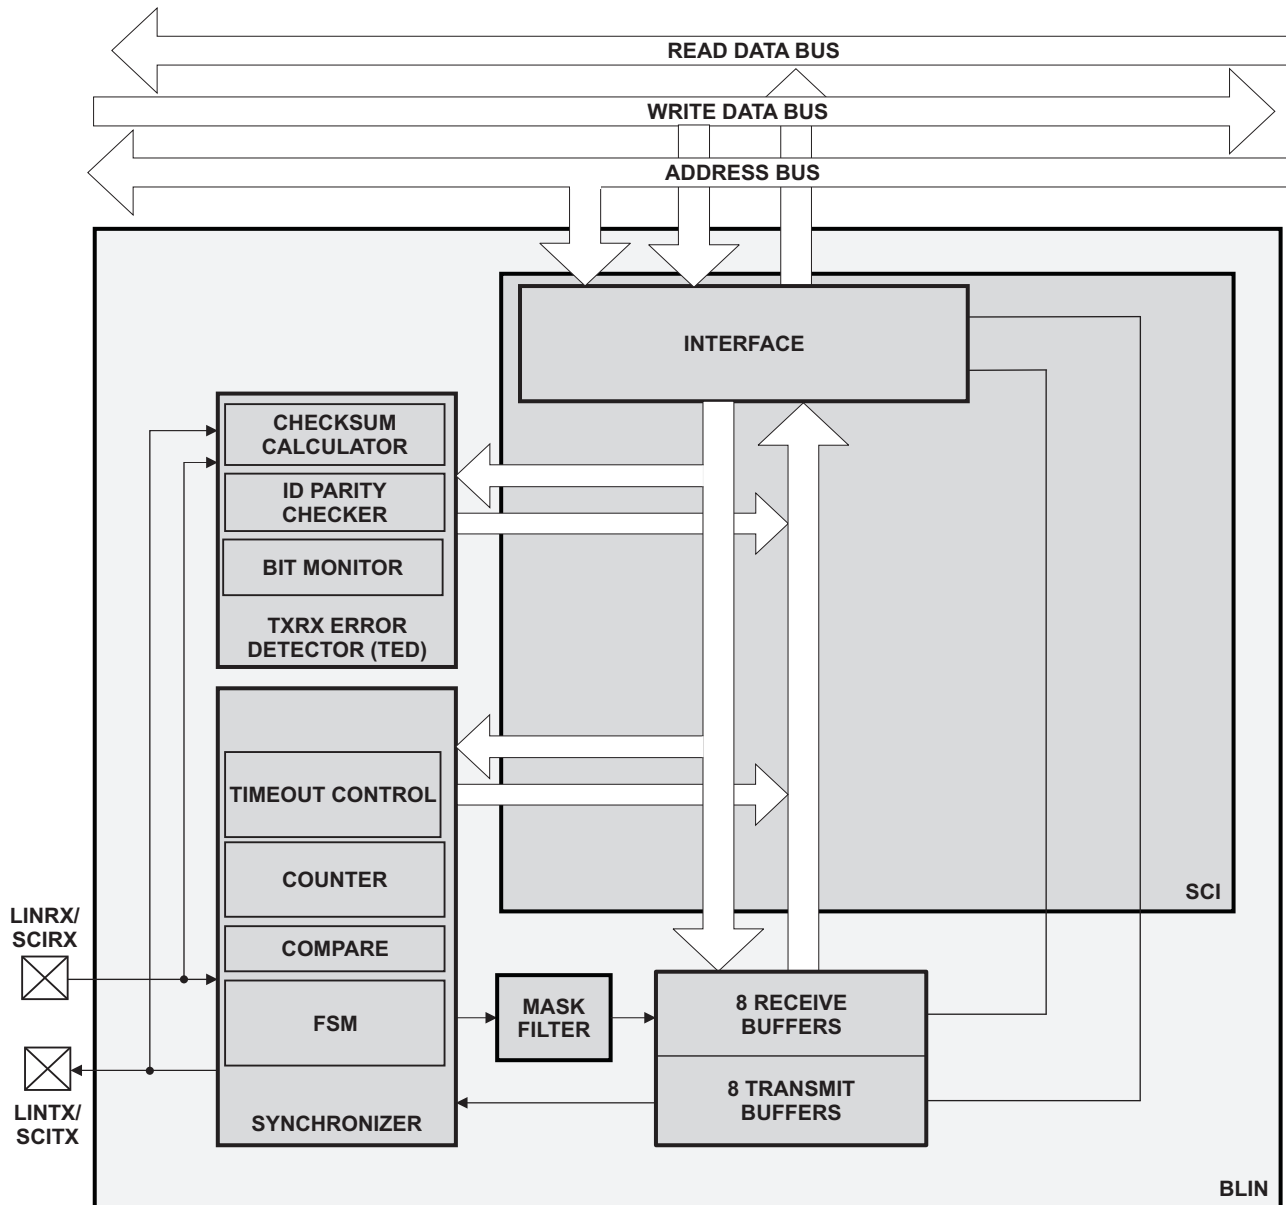 READ DATA BUS
WRITE DATA BUS
ADDRESS BUS
INTERFACE
CHECKSUM
CALCULATOR
ID PARITY
CHECKER
BIT MONITOR
TXRX ERROR
DETECTOR (TED)
TIMEOUT CONTROL
COUNTER
COMPARE
FSM
SYNCHRONIZER
SCI
LINRX/
SCIRX
LINTX/
SCITX
MASK
FILTER
8 RECEIVE
BUFFERS
8 TRANSMIT
BUFFERS
BLIN